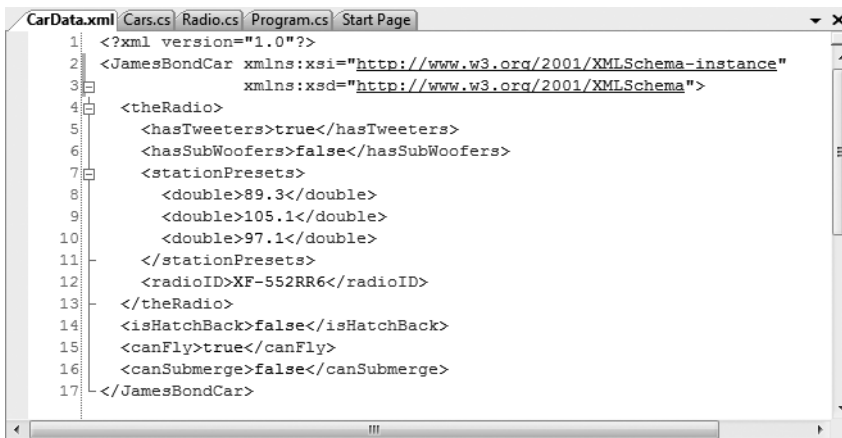 CarData.xml Cars.cs Radio.cs Program.cs Start Page
1 <?xml version="1.0"?>
2 <JamesBondCar xmlns:xsi="http://www.w3.org/2001/XMLSchema-instance"
3 xmlns:xsd="http://www.w3.org/2001/XMLSchema">
4 <theRadio>
5 <hasTweeters>true</hasTweeters>
6 <hasSubWoofers>false</hasSubWoofers>
7 <stationPresets>
8 <double>89.3</double>
9 <double>105.1</double>
10 <double>97.1</double>
11 </stationPresets>
12 <radioID>XF-552RR6</radioID>
13 </theRadio>
14 <isHatchBack>false</isHatchBack>
15 <canFly>true</canFly>
16 <canSubmerge>false</canSubmerge>
17 </JamesBondCar>